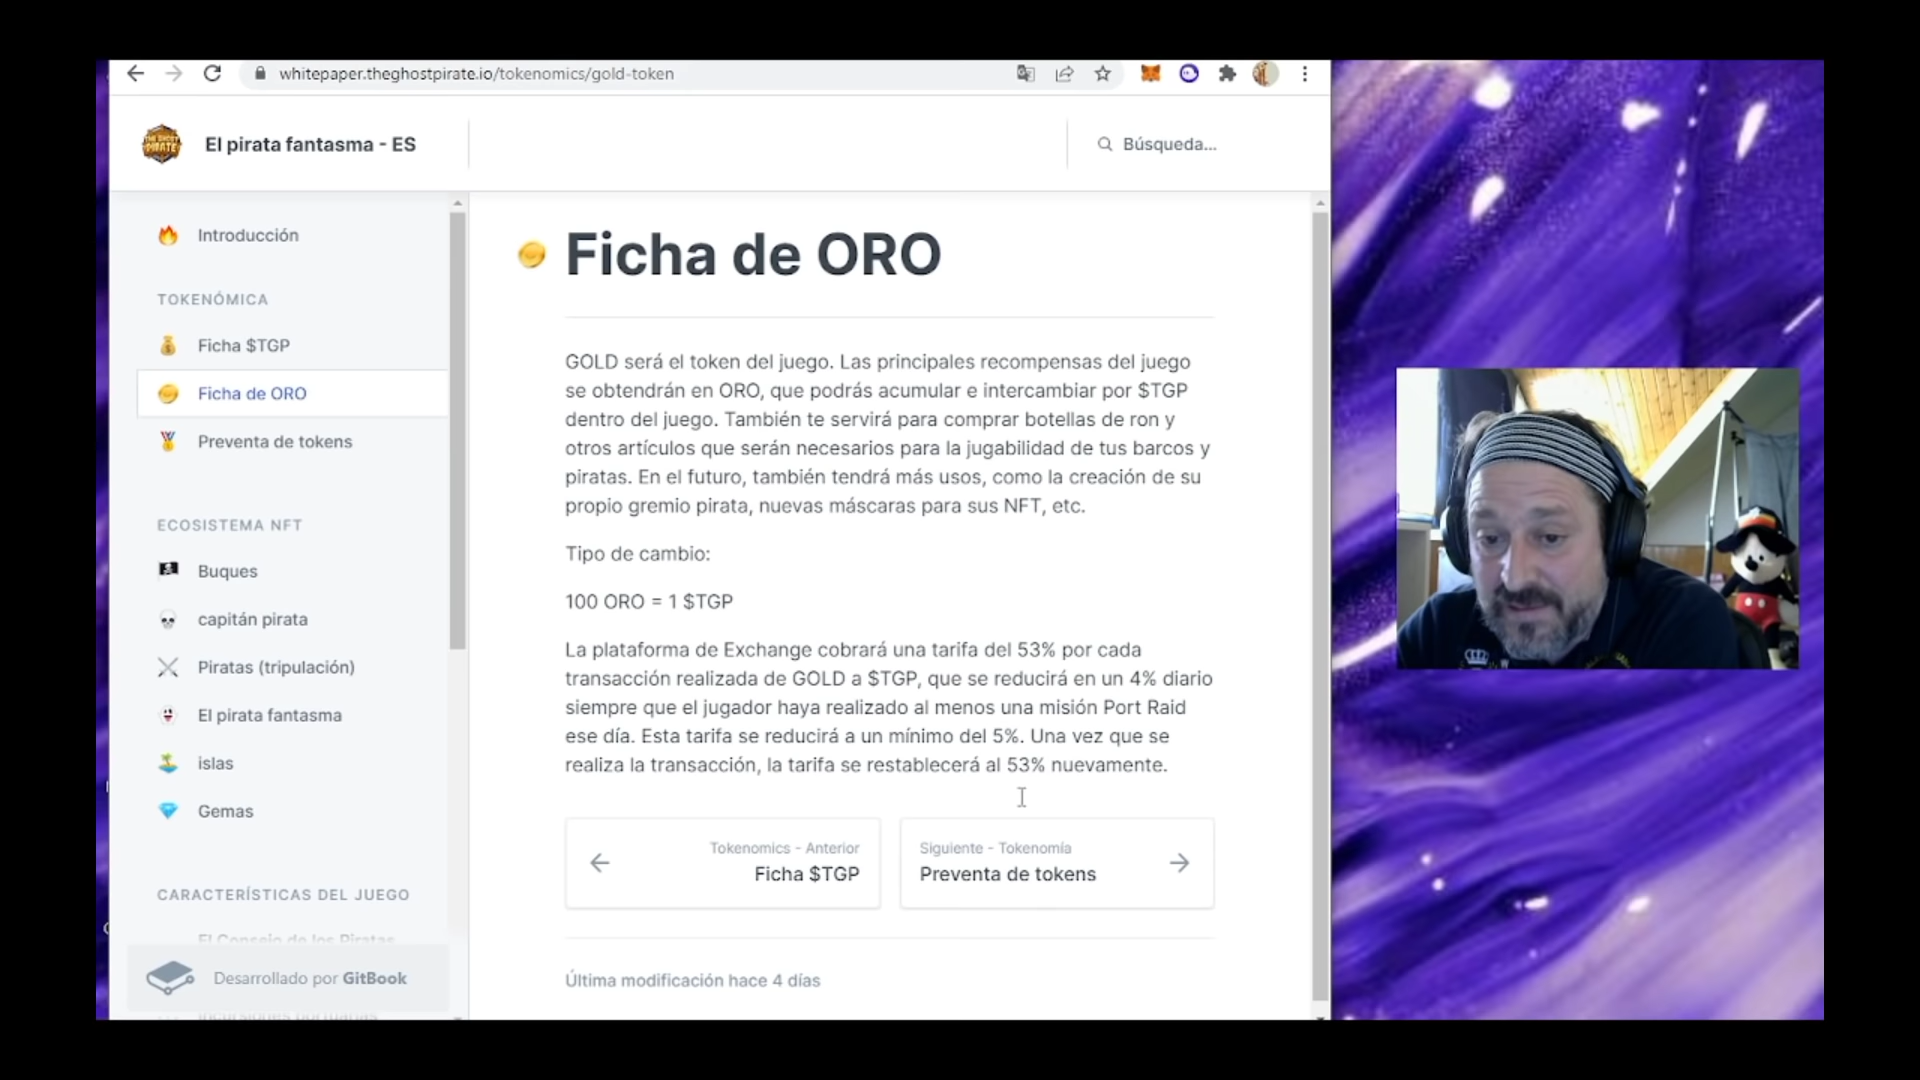 whitepaper.theghostpirate.io/tokenomics/gold-token
THE GHOST
PIRATE
El pirata fantasma - ES
Búsqueda...
Introducción
TOKENÓMICA
Ficha $TGP
Ficha de ORO
Preventa de tokens
ECOSISTEMA NFT
Buques
capitán pirata
Piratas (tripulación)
El pirata fantasma
islas
Gemas
CARACTERÍSTICAS DEL JUEGO
El Consejo de los Piratas
Desarrollado por GitBook
Ficha de ORO
GOLD será el token del juego. Las principales recompensas del juego
se obtendrán en ORO, que podrás acumular e intercambiar por $TGP
dentro del juego. También te servirá para comprar botellas de ron y
otros artículos que serán necesarios para la jugabilidad de tus barcos y
piratas. En el futuro, también tendrá más usos, como la creación de su
propio gremio pirata, nuevas máscaras para sus NFT, etc.
Tipo de cambio:
100 ORO = 1 $TGP
La plataforma de Exchange cobrará una tarifa del 53% por cada
transacción realizada de GOLD a $TGP, que se reducirá en un 4% diario
siempre que el jugador haya realizado al menos una misión Port Raid
ese día. Esta tarifa se reducirá a un mínimo del 5%. Una vez que se
realiza la transacción, la tarifa se restablecerá al 53% nuevamente.
Tokenomics - Anterior
Ficha $TGP
Siguiente - Tokenomía
Preventa de tokens
Última modificación hace 4 días